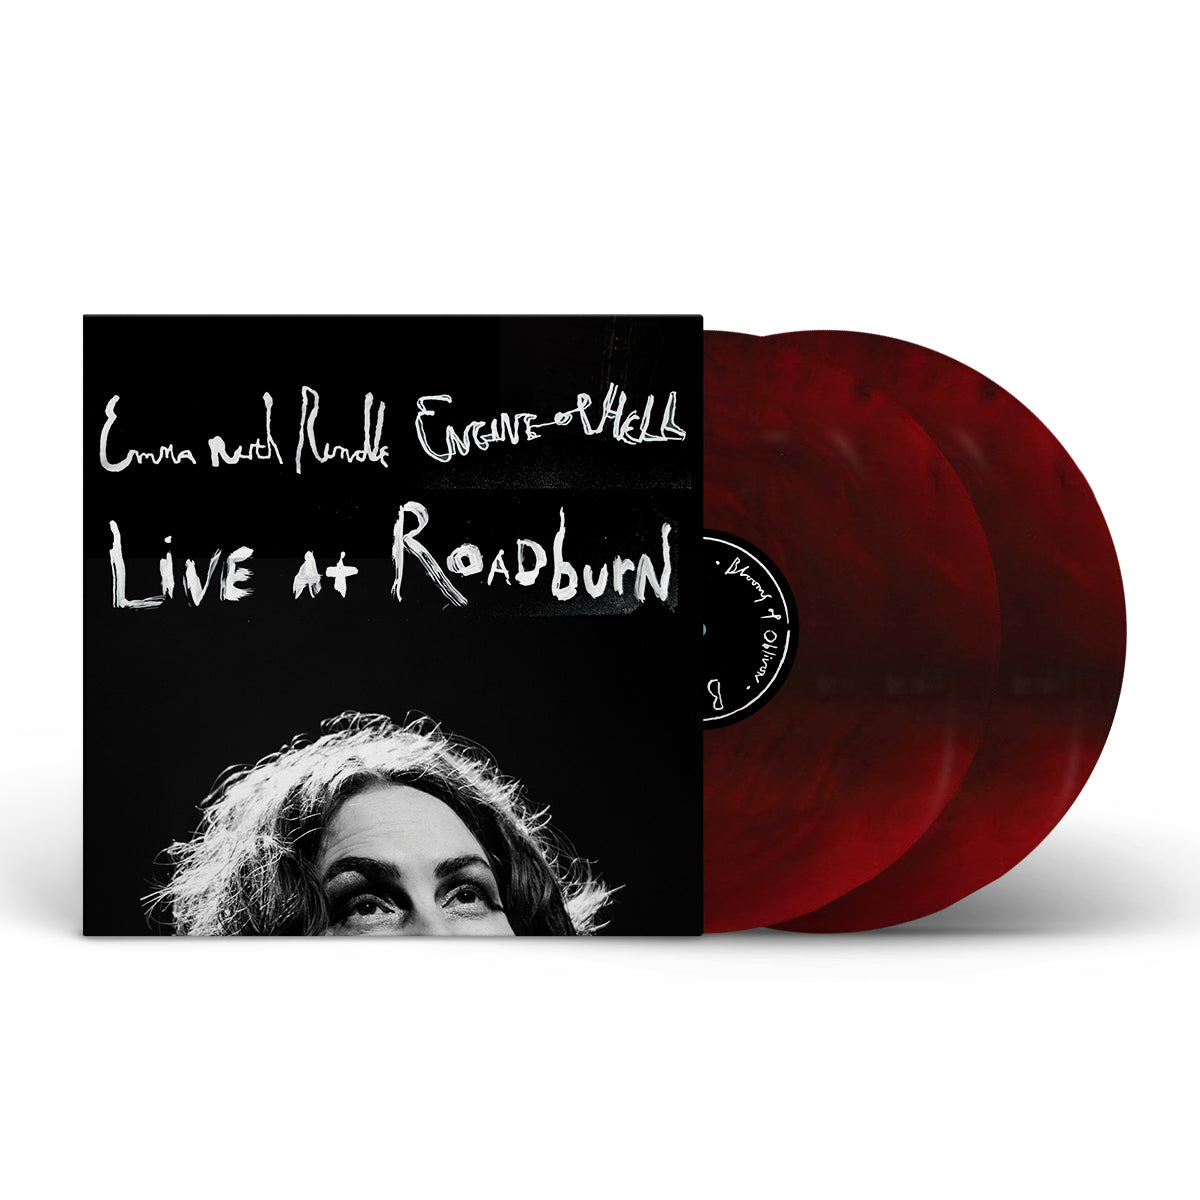 Emma Ruth Rundle ENGINE of HELL
LIVE At ROADbURN
· Blooms of Oblivion ·
B